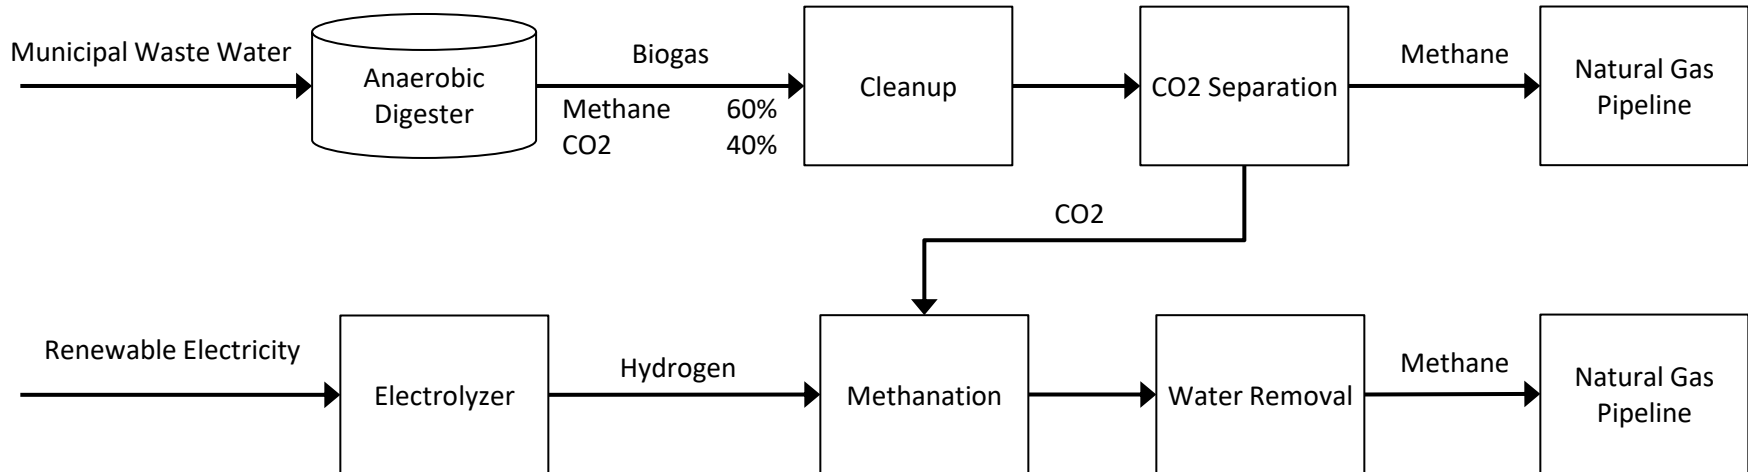 Municipal Waste Water
Anaerobic
Digester
Biogas
Methane 60%
CO2 40%
Cleanup
CO2 Separation
Methane
Natural Gas
Pipeline
CO2
Renewable Electricity
Electrolyzer
Hydrogen
Methanation
Water Removal
Methane
Natural Gas
Pipeline